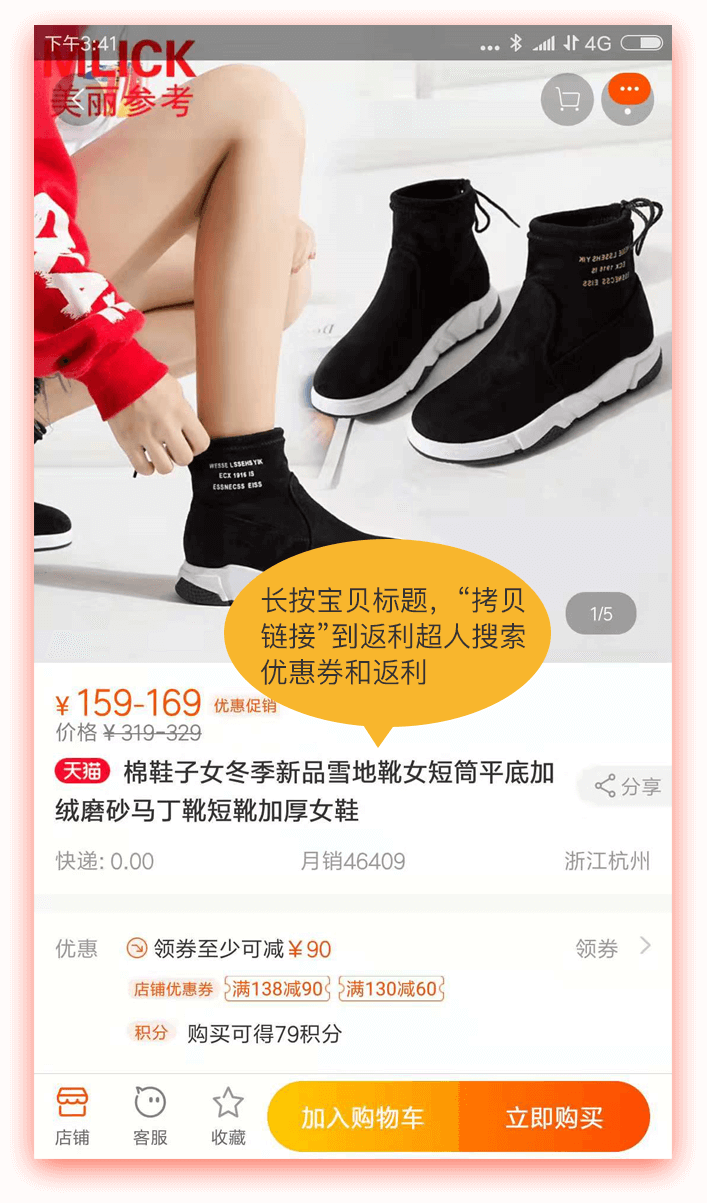 下午3:41
4G
MLICK
美丽参考
WESSE LSSEHS YIK
ECX 1916 IS
ESSNECSS EISS
长按宝贝标题，“拷贝
链接”到返利超人搜索
优惠券和返利
1/5
¥ 159-169 优惠促销
价格 ¥ 319-329
天猫 棉鞋子女冬季新品雪地靴女短筒平底加
绒磨砂马丁靴短靴加厚女鞋
分享
快递: 0.00 月销46409 浙江杭州
优惠 领券至少可减 ¥ 90 领券
店铺优惠券 满138减90 满130减60
积分 购买可得79积分
店铺 客服 收藏 加入购物车 立即购买